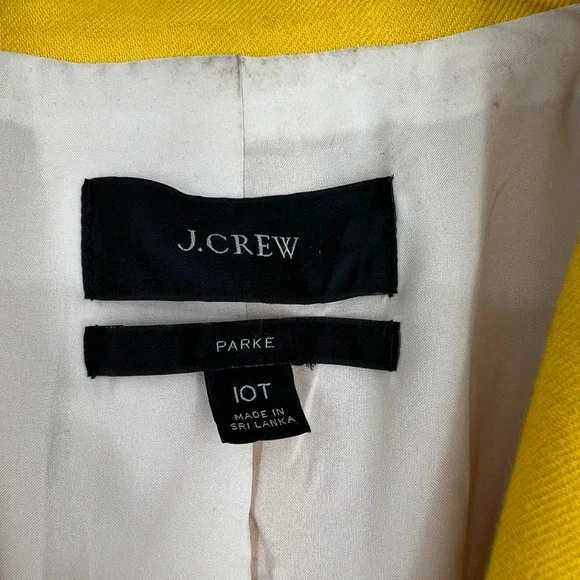 J.CREW
PARKE
10T
MADE IN
SRI LANKA